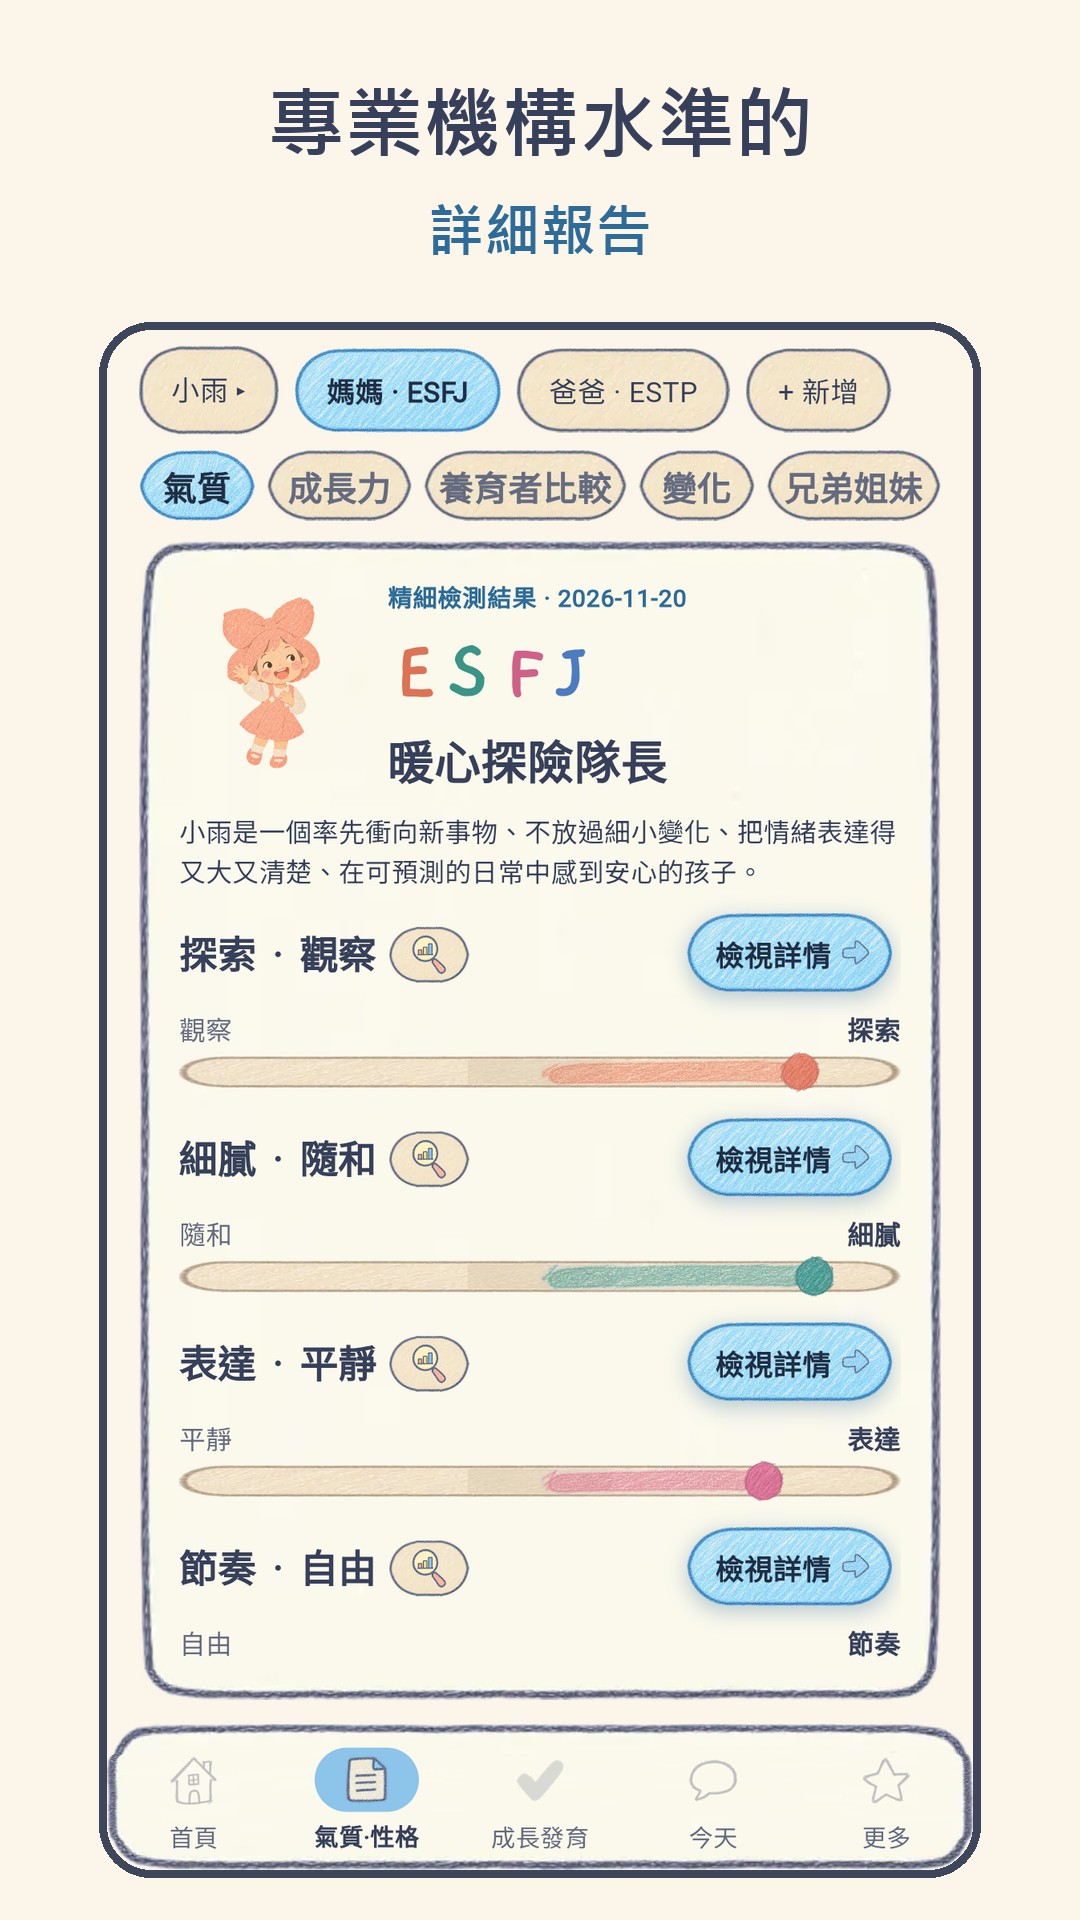 專業機構水準的
詳細報告
小雨 ▸ 媽媽 · ESFJ 爸爸 · ESTP + 新增
氣質 成長力 養育者比較 變化 兄弟姐妹
精細檢測結果 · 2026-11-20
ESFJ
暖心探險隊長
小雨是一個率先衝向新事物、不放過細小變化、把情緒表達得
又大又清楚、在可預測的日常中感到安心的孩子。
探索 · 觀察 檢視詳情
觀察 探索
細膩 · 隨和 檢視詳情
隨和 細膩
表達 · 平靜 檢視詳情
平靜 表達
節奏 · 自由 檢視詳情
自由 節奏
首頁 氣質·性格 成長發育 今天 更多